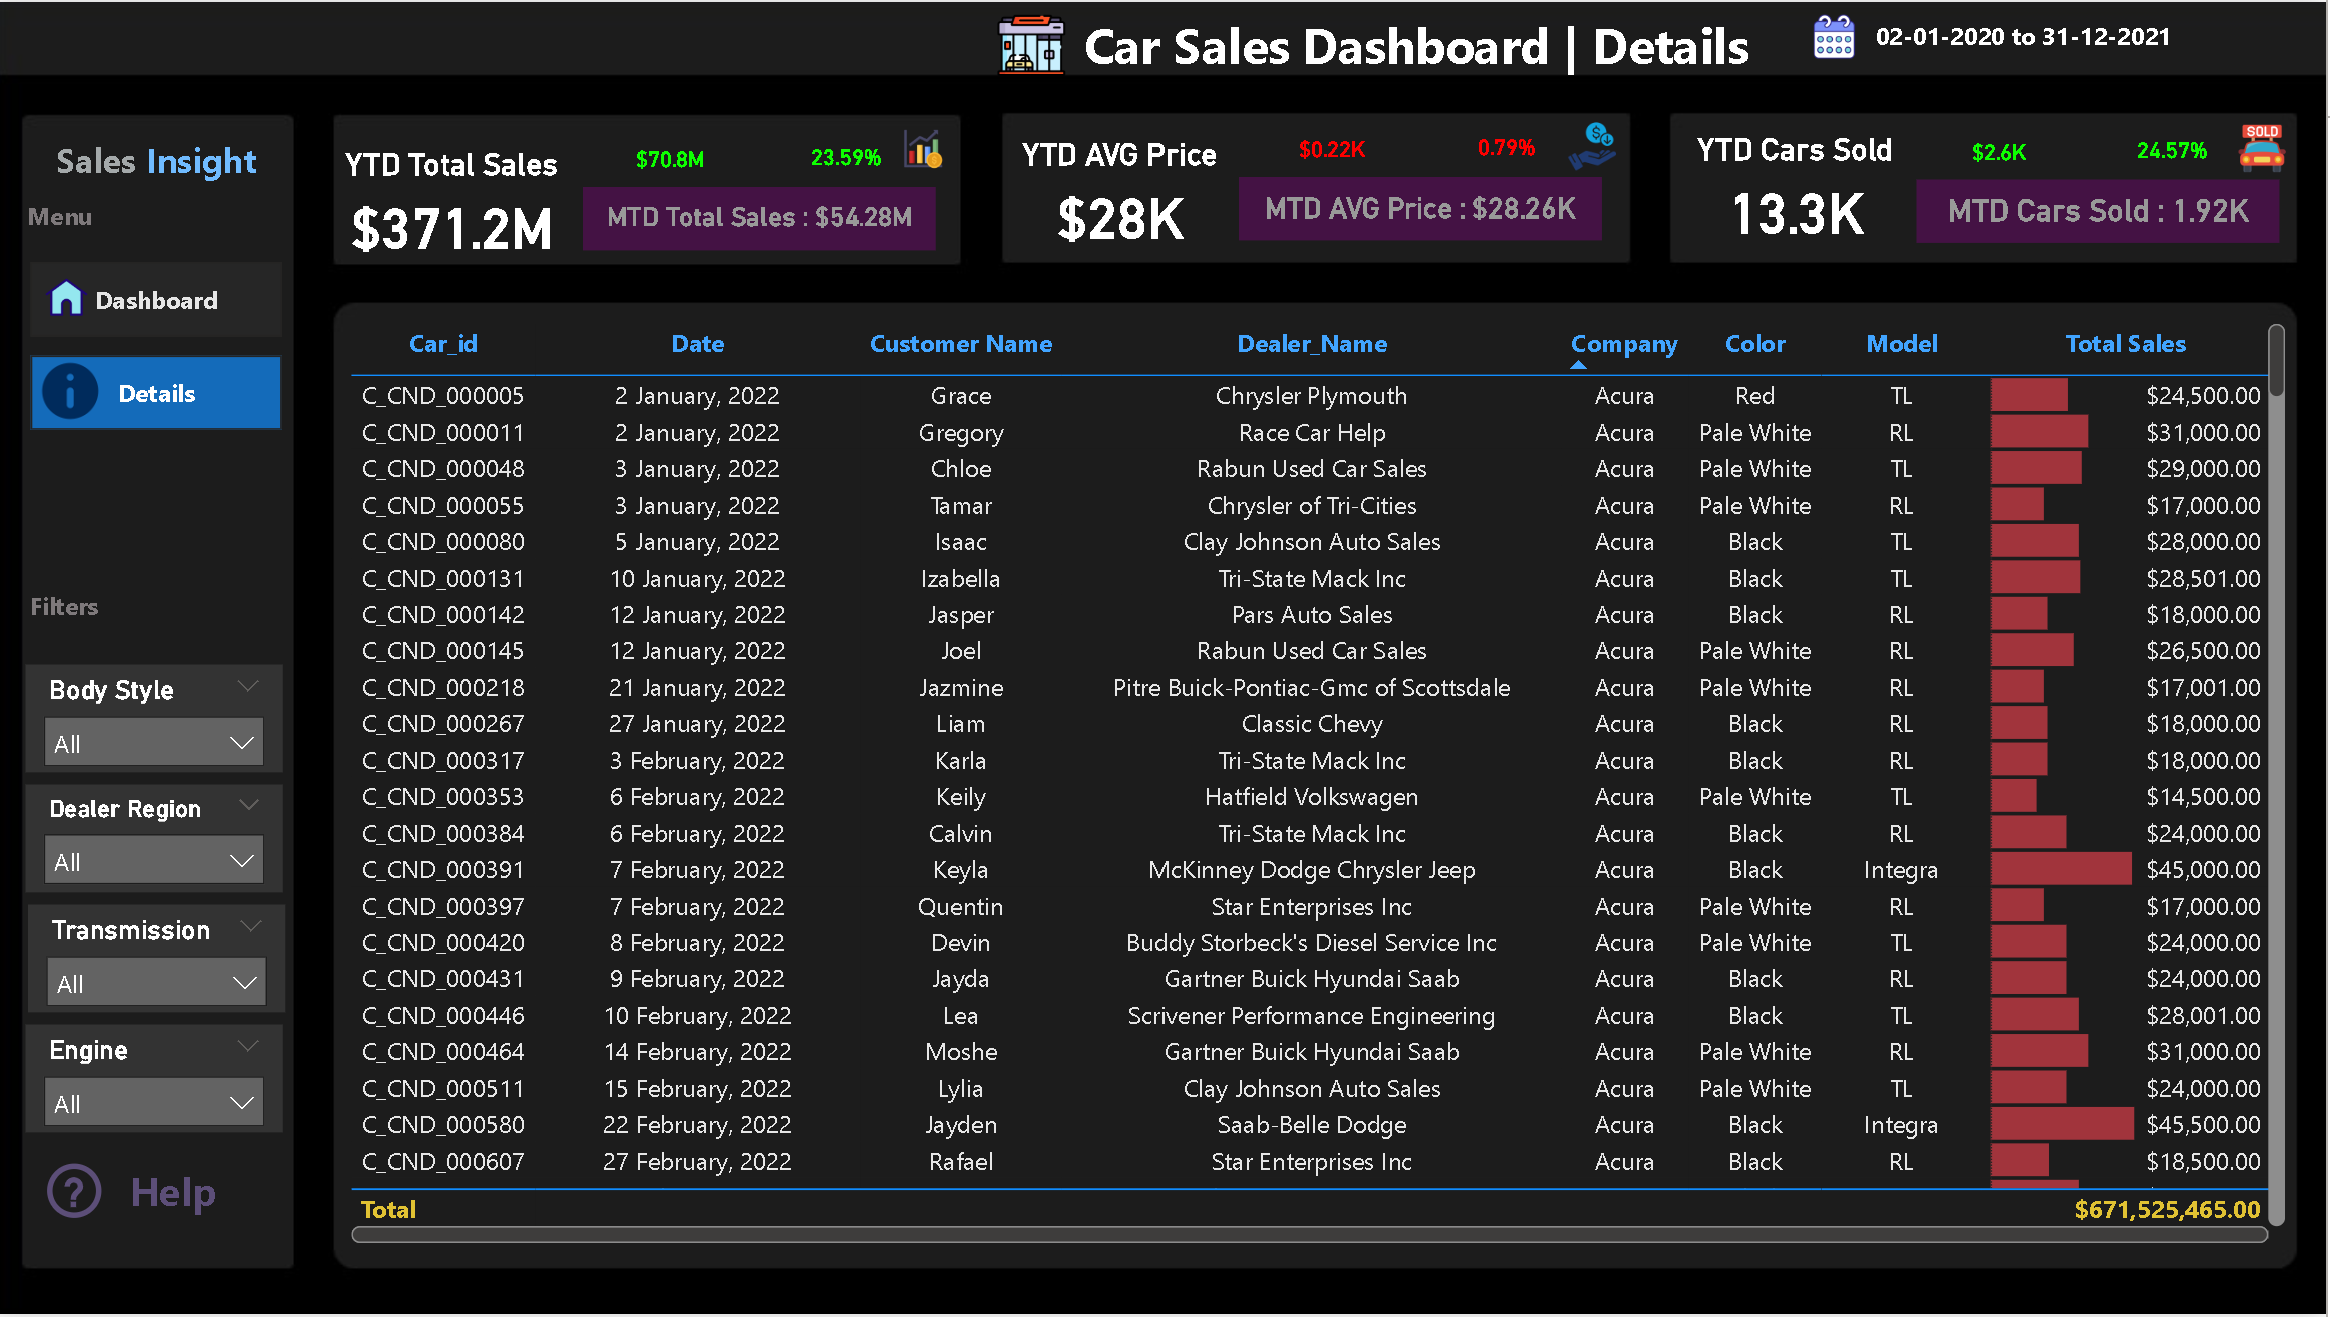 Car Sales Dashboard | Details
02-01-2020 to 31-12-2021
Sales Insight
Menu
Dashboard
Details
Filters
Body Style
All
Dealer Region
All
Transmission
All
Engine
All
Help
YTD Total Sales
$70.8M
23.59%
$371.2M
MTD Total Sales : $54.28M
YTD AVG Price
$0.22K
0.79%
$28K
MTD AVG Price : $28.26K
YTD Cars Sold
$2.6K
24.57%
SOLD
13.3K
MTD Cars Sold : 1.92K
Car_id Date Customer Name Dealer_Name Company Color Model Total Sales
C_CND_000005 2 January, 2022 Grace Chrysler Plymouth Acura Red TL $24,500.00
C_CND_000011 2 January, 2022 Gregory Race Car Help Acura Pale White RL $31,000.00
C_CND_000048 3 January, 2022 Chloe Rabun Used Car Sales Acura Pale White TL $29,000.00
C_CND_000055 3 January, 2022 Tamar Chrysler of Tri-Cities Acura Pale White RL $17,000.00
C_CND_000080 5 January, 2022 Isaac Clay Johnson Auto Sales Acura Black TL $28,000.00
C_CND_000131 10 January, 2022 Izabella Tri-State Mack Inc Acura Black TL $28,501.00
C_CND_000142 12 January, 2022 Jasper Pars Auto Sales Acura Black RL $18,000.00
C_CND_000145 12 January, 2022 Joel Rabun Used Car Sales Acura Pale White RL $26,500.00
C_CND_000218 21 January, 2022 Jazmine Pitre Buick-Pontiac-Gmc of Scottsdale Acura Pale White RL $17,001.00
C_CND_000267 27 January, 2022 Liam Classic Chevy Acura Black RL $18,000.00
C_CND_000317 3 February, 2022 Karla Tri-State Mack Inc Acura Black RL $18,000.00
C_CND_000353 6 February, 2022 Keily Hatfield Volkswagen Acura Pale White TL $14,500.00
C_CND_000384 6 February, 2022 Calvin Tri-State Mack Inc Acura Black RL $24,000.00
C_CND_000391 7 February, 2022 Keyla McKinney Dodge Chrysler Jeep Acura Black Integra $45,000.00
C_CND_000397 7 February, 2022 Quentin Star Enterprises Inc Acura Pale White RL $17,000.00
C_CND_000420 8 February, 2022 Devin Buddy Storbeck's Diesel Service Inc Acura Pale White TL $24,000.00
C_CND_000431 9 February, 2022 Jayda Gartner Buick Hyundai Saab Acura Black RL $24,000.00
C_CND_000446 10 February, 2022 Lea Scrivener Performance Engineering Acura Black TL $28,001.00
C_CND_000464 14 February, 2022 Moshe Gartner Buick Hyundai Saab Acura Pale White RL $31,000.00
C_CND_000511 15 February, 2022 Lylia Clay Johnson Auto Sales Acura Pale White TL $24,000.00
C_CND_000580 22 February, 2022 Jayden Saab-Belle Dodge Acura Black Integra $45,500.00
C_CND_000607 27 February, 2022 Rafael Star Enterprises Inc Acura Black RL $18,500.00
Total $671,525,465.00